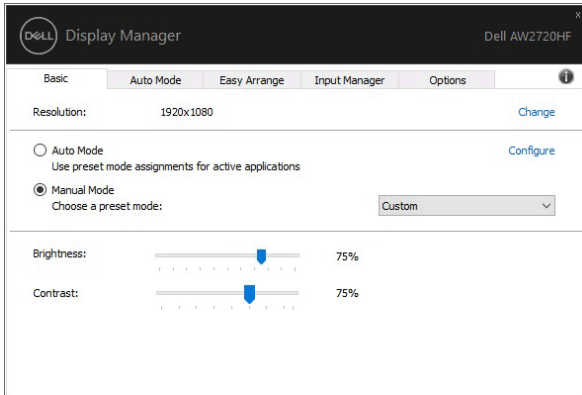 DELL Display Manager
Dell AW2720HF
x
Basic Auto Mode Easy Arrange Input Manager Options i
Resolution: 1920x1080 Change
Auto Mode Configure
Use preset mode assignments for active applications
Manual Mode
Choose a preset mode: Custom
Brightness: 75%
Contrast: 75%